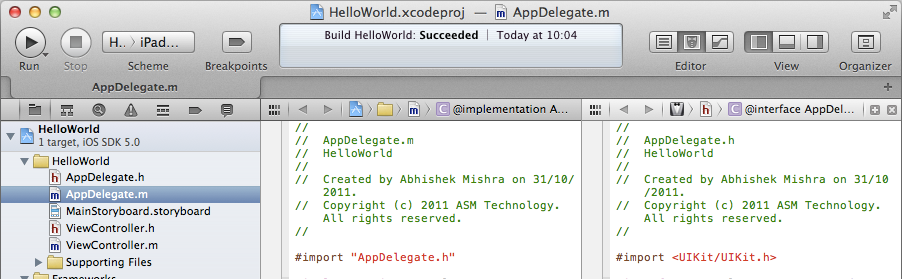 HelloWorld.xcodeproj — AppDelegate.m
Build HelloWorld: Succeeded | Today at 10:04
H... iPad...
Run Stop Scheme Breakpoints Editor View Organizer
AppDelegate.m
@implementation A...
@interface AppDel...
HelloWorld
1 target, iOS SDK 5.0
HelloWorld
AppDelegate.h
AppDelegate.m
MainStoryboard.storyboard
ViewController.h
ViewController.m
Supporting Files
Frameworks
//
//  AppDelegate.m
//  HelloWorld
//
//  Created by Abhishek Mishra on 31/10/
2011.
//  Copyright (c) 2011 ASM Technology.
All rights reserved.
//
#import "AppDelegate.h"
//
//  AppDelegate.h
//  HelloWorld
//
//  Created by Abhishek Mishra on 31/10
/2011.
//  Copyright (c) 2011 ASM Technology.
All rights reserved.
//
#import <UIKit/UIKit.h>